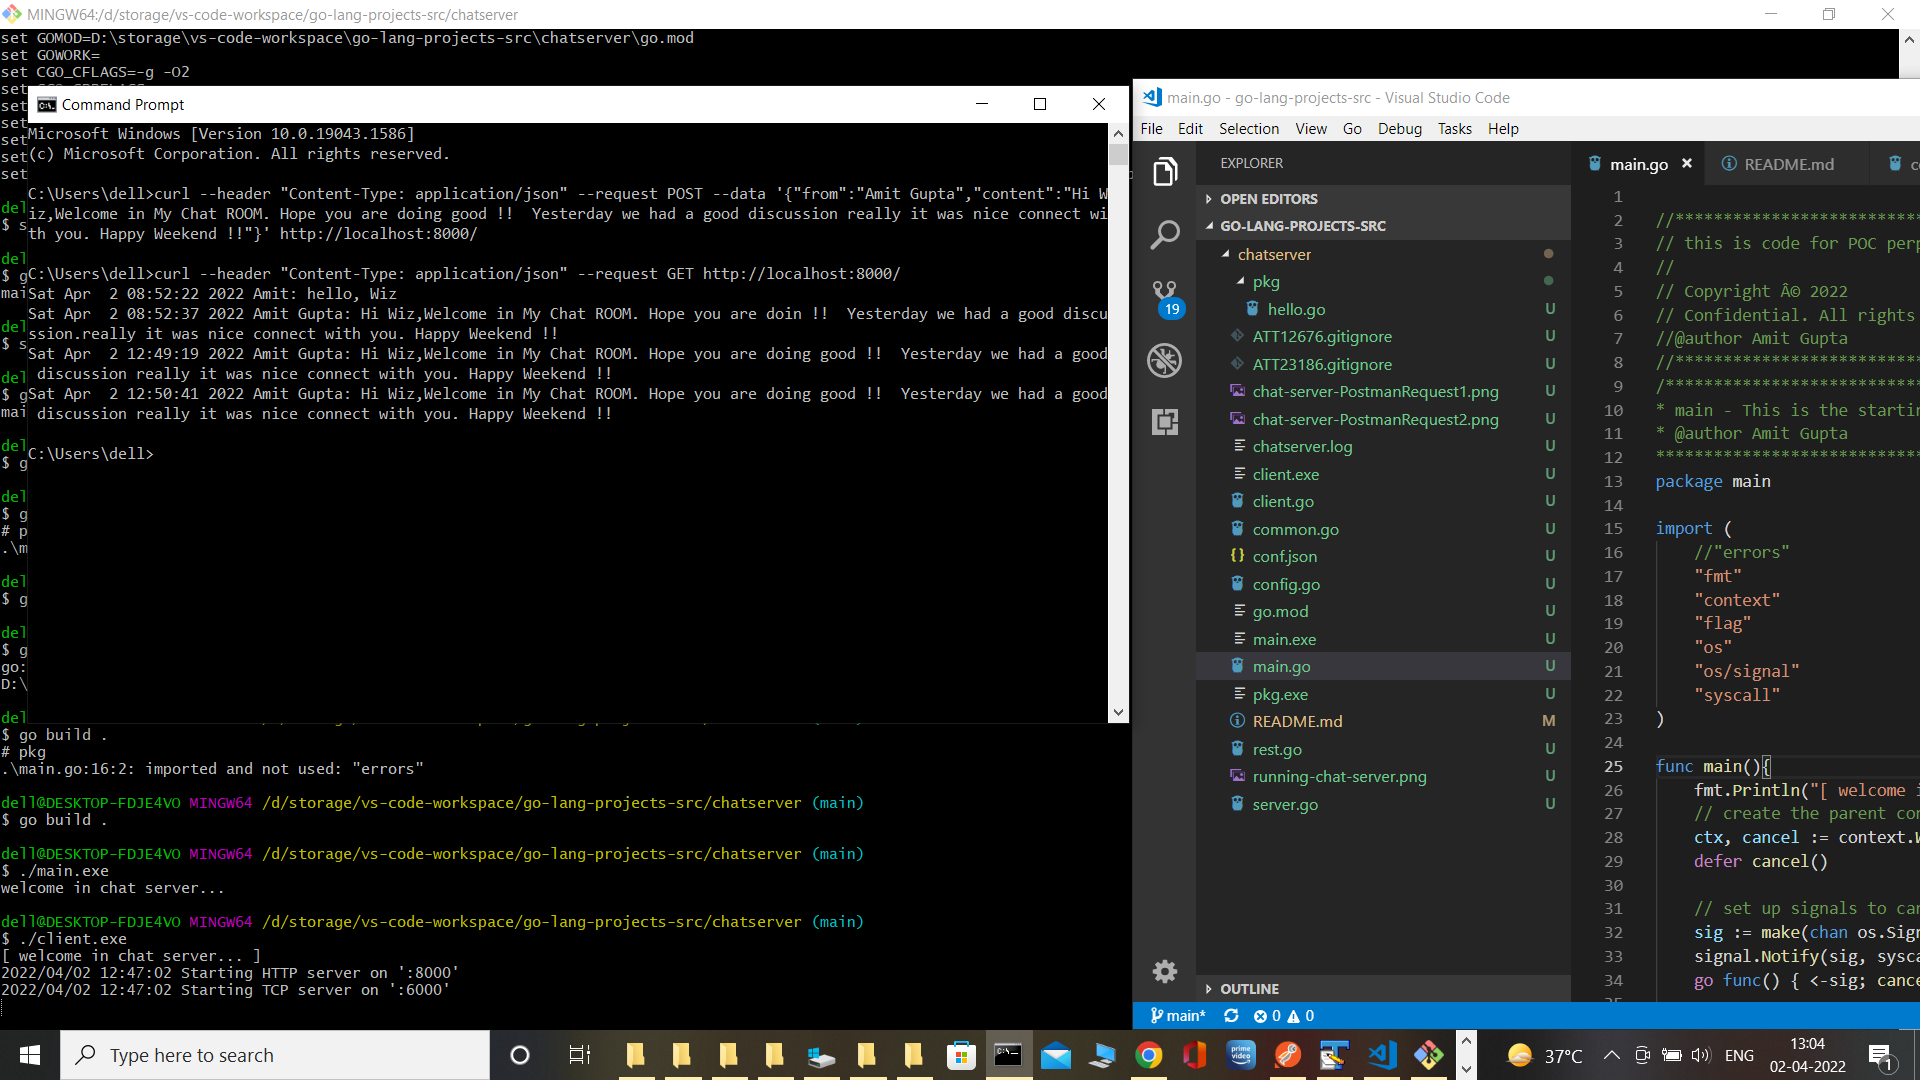 MINGW64:/d/storage/vs-code-workspace/go-lang-projects-src/chatserver
set GOMOD=D:\storage\vs-code-workspace\go-lang-projects-src\chatserver\go.mod
set GOWORK=
set CGO_CFLAGS=-g -O2
set
set
set
set
set
set
Command Prompt
Microsoft Windows [Version 10.0.19043.1586]
(c) Microsoft Corporation. All rights reserved.
C:\Users\dell>curl --header "Content-Type: application/json" --request POST --data '{"from":"Amit Gupta","content":"Hi W
iz,Welcome in My Chat ROOM. Hope you are doing good !!  Yesterday we had a good discussion really it was nice connect wi
th you. Happy Weekend !!"}' http://localhost:8000/
C:\Users\dell>curl --header "Content-Type: application/json" --request GET http://localhost:8000/
Sat Apr  2 08:52:22 2022 Amit: hello, Wiz
Sat Apr  2 08:52:37 2022 Amit Gupta: Hi Wiz,Welcome in My Chat ROOM. Hope you are doin !!  Yesterday we had a good discu
ssion.really it was nice connect with you. Happy Weekend !!
Sat Apr  2 12:49:19 2022 Amit Gupta: Hi Wiz,Welcome in My Chat ROOM. Hope you are doing good !!  Yesterday we had a good
 discussion really it was nice connect with you. Happy Weekend !!
Sat Apr  2 12:50:41 2022 Amit Gupta: Hi Wiz,Welcome in My Chat ROOM. Hope you are doing good !!  Yesterday we had a good
 discussion really it was nice connect with you. Happy Weekend !!
C:\Users\dell>
$ go build .
# pkg
.\main.go:16:2: imported and not used: "errors"
dell@DESKTOP-FDJE4VO MINGW64 /d/storage/vs-code-workspace/go-lang-projects-src/chatserver (main)
$ go build .
dell@DESKTOP-FDJE4VO MINGW64 /d/storage/vs-code-workspace/go-lang-projects-src/chatserver (main)
$ ./main.exe
welcome in chat server...
dell@DESKTOP-FDJE4VO MINGW64 /d/storage/vs-code-workspace/go-lang-projects-src/chatserver (main)
$ ./client.exe
[ welcome in chat server... ]
2022/04/02 12:47:02 Starting HTTP server on ':8000'
2022/04/02 12:47:02 Starting TCP server on ':6000'
main.go - go-lang-projects-src - Visual Studio Code
File Edit Selection View Go Debug Tasks Help
EXPLORER
OPEN EDITORS
GO-LANG-PROJECTS-SRC
chatserver
pkg
hello.go U
ATT12676.gitignore U
ATT23186.gitignore U
chat-server-PostmanRequest1.png U
chat-server-PostmanRequest2.png U
chatserver.log U
client.exe U
client.go U
common.go U
{} conf.json U
config.go U
go.mod U
main.exe U
main.go U
pkg.exe U
README.md M
rest.go U
running-chat-server.png U
server.go U
OUTLINE
19
main.go README.md
1
2 //****************************
3 // this is code for POC
4 //
5 // Copyright Â© 2022
6 // Confidential. All rights
7 //@author Amit Gupta
8 //****************************
9 /****************************
10 * main - This is the
11 * @author Amit Gupta
12 ****************************
13 package main
14
15 import (
16 //"errors"
17 "fmt"
18 "context"
19 "flag"
20 "os"
21 "os/signal"
22 "syscall"
23 )
24
25 func main(){
26 fmt.Println("[ welcome
27 // create the parent
28 ctx, cancel := context.
29 defer cancel()
30
31 // set up signals to
32 sig := make(chan os.
33 signal.Notify(sig,
34 go func() { <-sig;
main* 0 0
Type here to search
prime video
37°C
ENG
13:04
02-04-2022
1